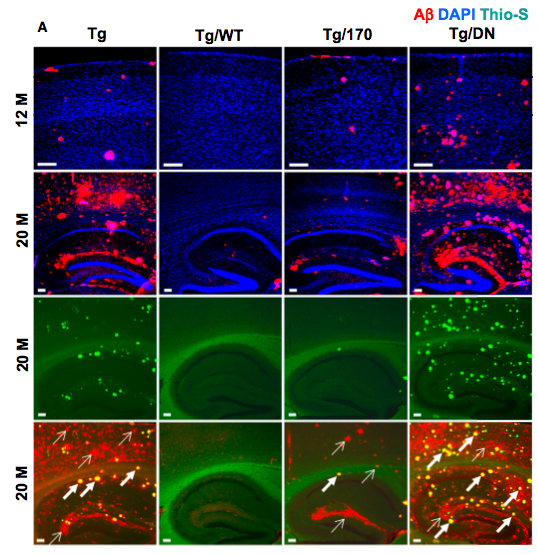 Aβ DAPI Thio-S
A
Tg Tg/WT Tg/170 Tg/DN
12 M
20 M
20 M
20 M